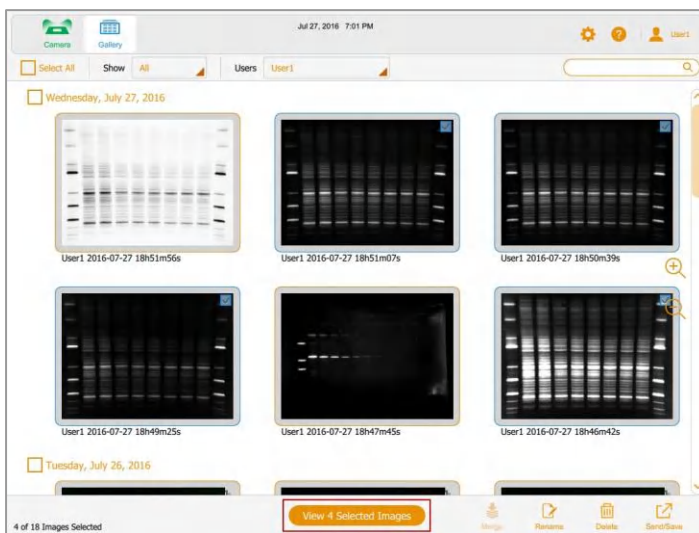 Jul 27, 2016 7:01 PM
Camera Gallery User1
Select All Show All Users User1
Wednesday, July 27, 2016
User1 2016-07-27 18h51m56s User1 2016-07-27 18h51m07s User1 2016-07-27 18h50m39s
User1 2016-07-27 18h49m25s User1 2016-07-27 18h47m45s User1 2016-07-27 18h46m42s
Tuesday, July 26, 2016
View 4 Selected Images
4 of 18 Images Selected Merge Rename Delete Send/Save